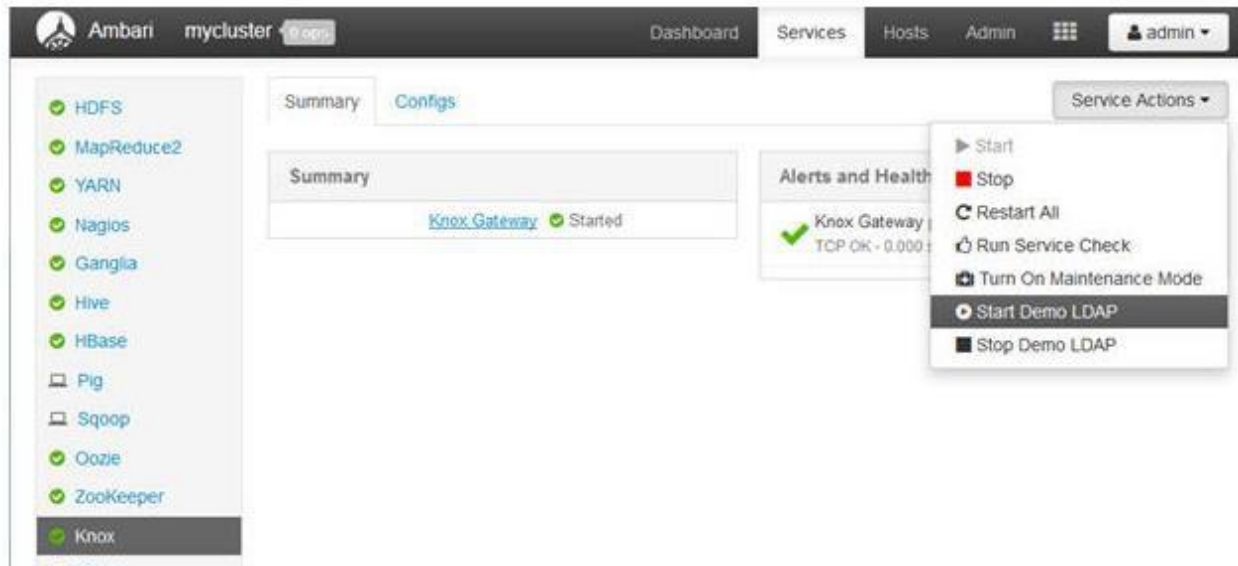 Ambari mycluster 0 ops Dashboard Services Hosts Admin admin
HDFS
MapReduce2
YARN
Nagios
Ganglia
Hive
HBase
Pig
Sqoop
Oozie
ZooKeeper
Knox
Summary Configs
Service Actions
Summary
Knox Gateway Started
Alerts and Health
Knox Gateway
TCP OK - 0.000
Start
Stop
Restart All
Run Service Check
Turn On Maintenance Mode
Start Demo LDAP
Stop Demo LDAP